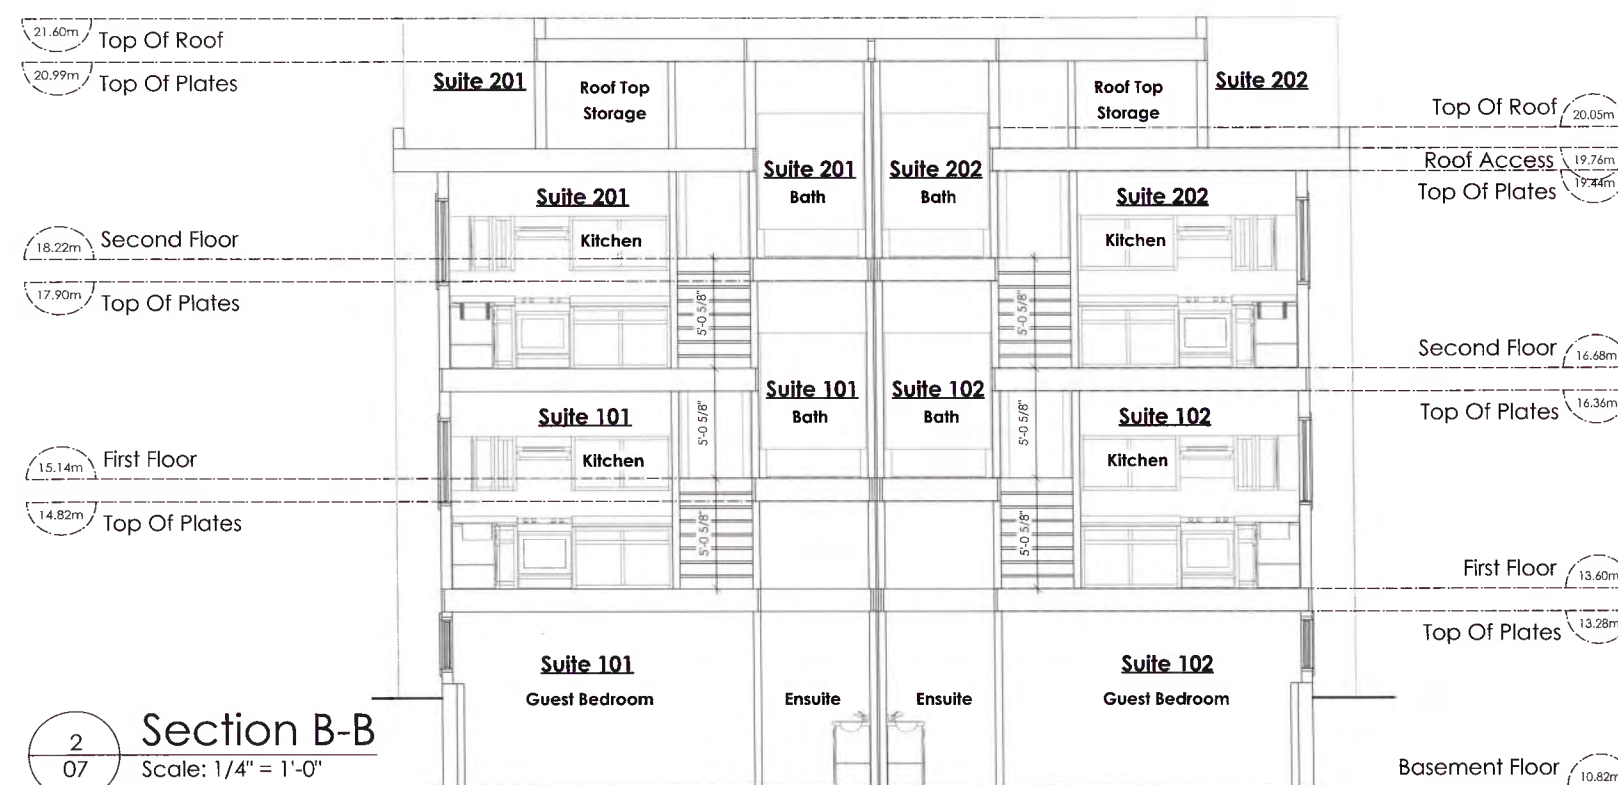 21.60m Top Of Roof
20.99m Top Of Plates
Suite 201
Roof Top
Storage
Roof Top
Storage
Suite 202
Top Of Roof 20.05m
Roof Access 19.76m
Top Of Plates 19.44m
Suite 201
Bath
Suite 202
Bath
Suite 201
Kitchen
Suite 202
Kitchen
18.22m Second Floor
17.90m Top Of Plates
5'-0 5/8"
5'-0 5/8"
Second Floor 16.68m
Top Of Plates 16.36m
Suite 101
Bath
Suite 102
Bath
Suite 101
Kitchen
5'-0 5/8"
5'-0 5/8"
Suite 102
Kitchen
15.14m First Floor
14.82m Top Of Plates
5'-0 5/8"
5'-0 5/8"
First Floor 13.60m
Top Of Plates 13.28m
Suite 101
Guest Bedroom
Ensuite
Ensuite
Suite 102
Guest Bedroom
2
07
Section B-B
Scale: 1/4" = 1'-0"
Basement Floor 10.82m